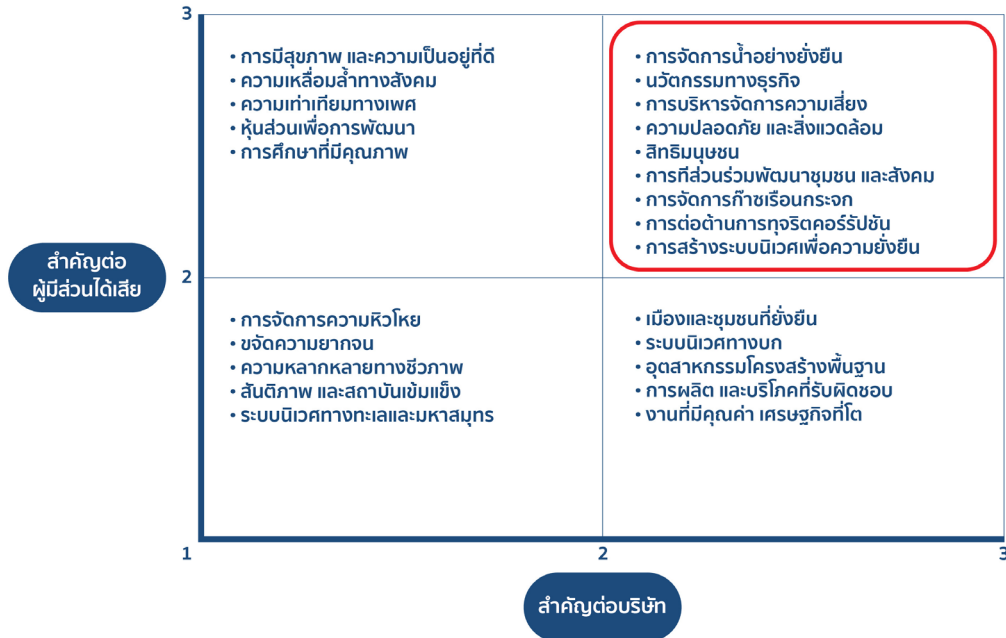 3
• การมีสุขภาพ และความเป็นอยู่ที่ดี
• ความเหลื่อมล้ำทางสังคม
• ความเท่าเทียมทางเพศ
• หุ้นส่วนเพื่อการพัฒนา
• การศึกษาที่มีคุณภาพ
• การจัดการน้ำอย่างยั่งยืน
• นวัตกรรมทางธุรกิจ
• การบริหารจัดการความเสี่ยง
• ความปลอดภัย และสิ่งแวดล้อม
• สิทธิมนุษชน
• การทีส่วนร่วมพัฒนาชุมชน และสังคม
• การจัดการก๊าซเรือนกระจก
• การต่อต้านการทุจริตคอร์รัปชัน
• การสร้างระบบนิเวศเพื่อความยั่งยืน
สำคัญต่อ
ผู้มีส่วนได้เสีย
2
• การจัดการความหิวโหย
• ขจัดความยากจน
• ความหลากหลายทางชีวภาพ
• สันติภาพ และสถาบันเข้มแข็ง
• ระบบนิเวศทางทะเลและมหาสมุทร
• เมืองและชุมชนที่ยั่งยืน
• ระบบนิเวศทางบก
• อุตสาหกรรมโครงสร้างพื้นฐาน
• การผลิต และบริโภคที่รับผิดชอบ
• งานที่มีคุณค่า เศรษฐกิจที่โต
1
2
3
สำคัญต่อบริษัท